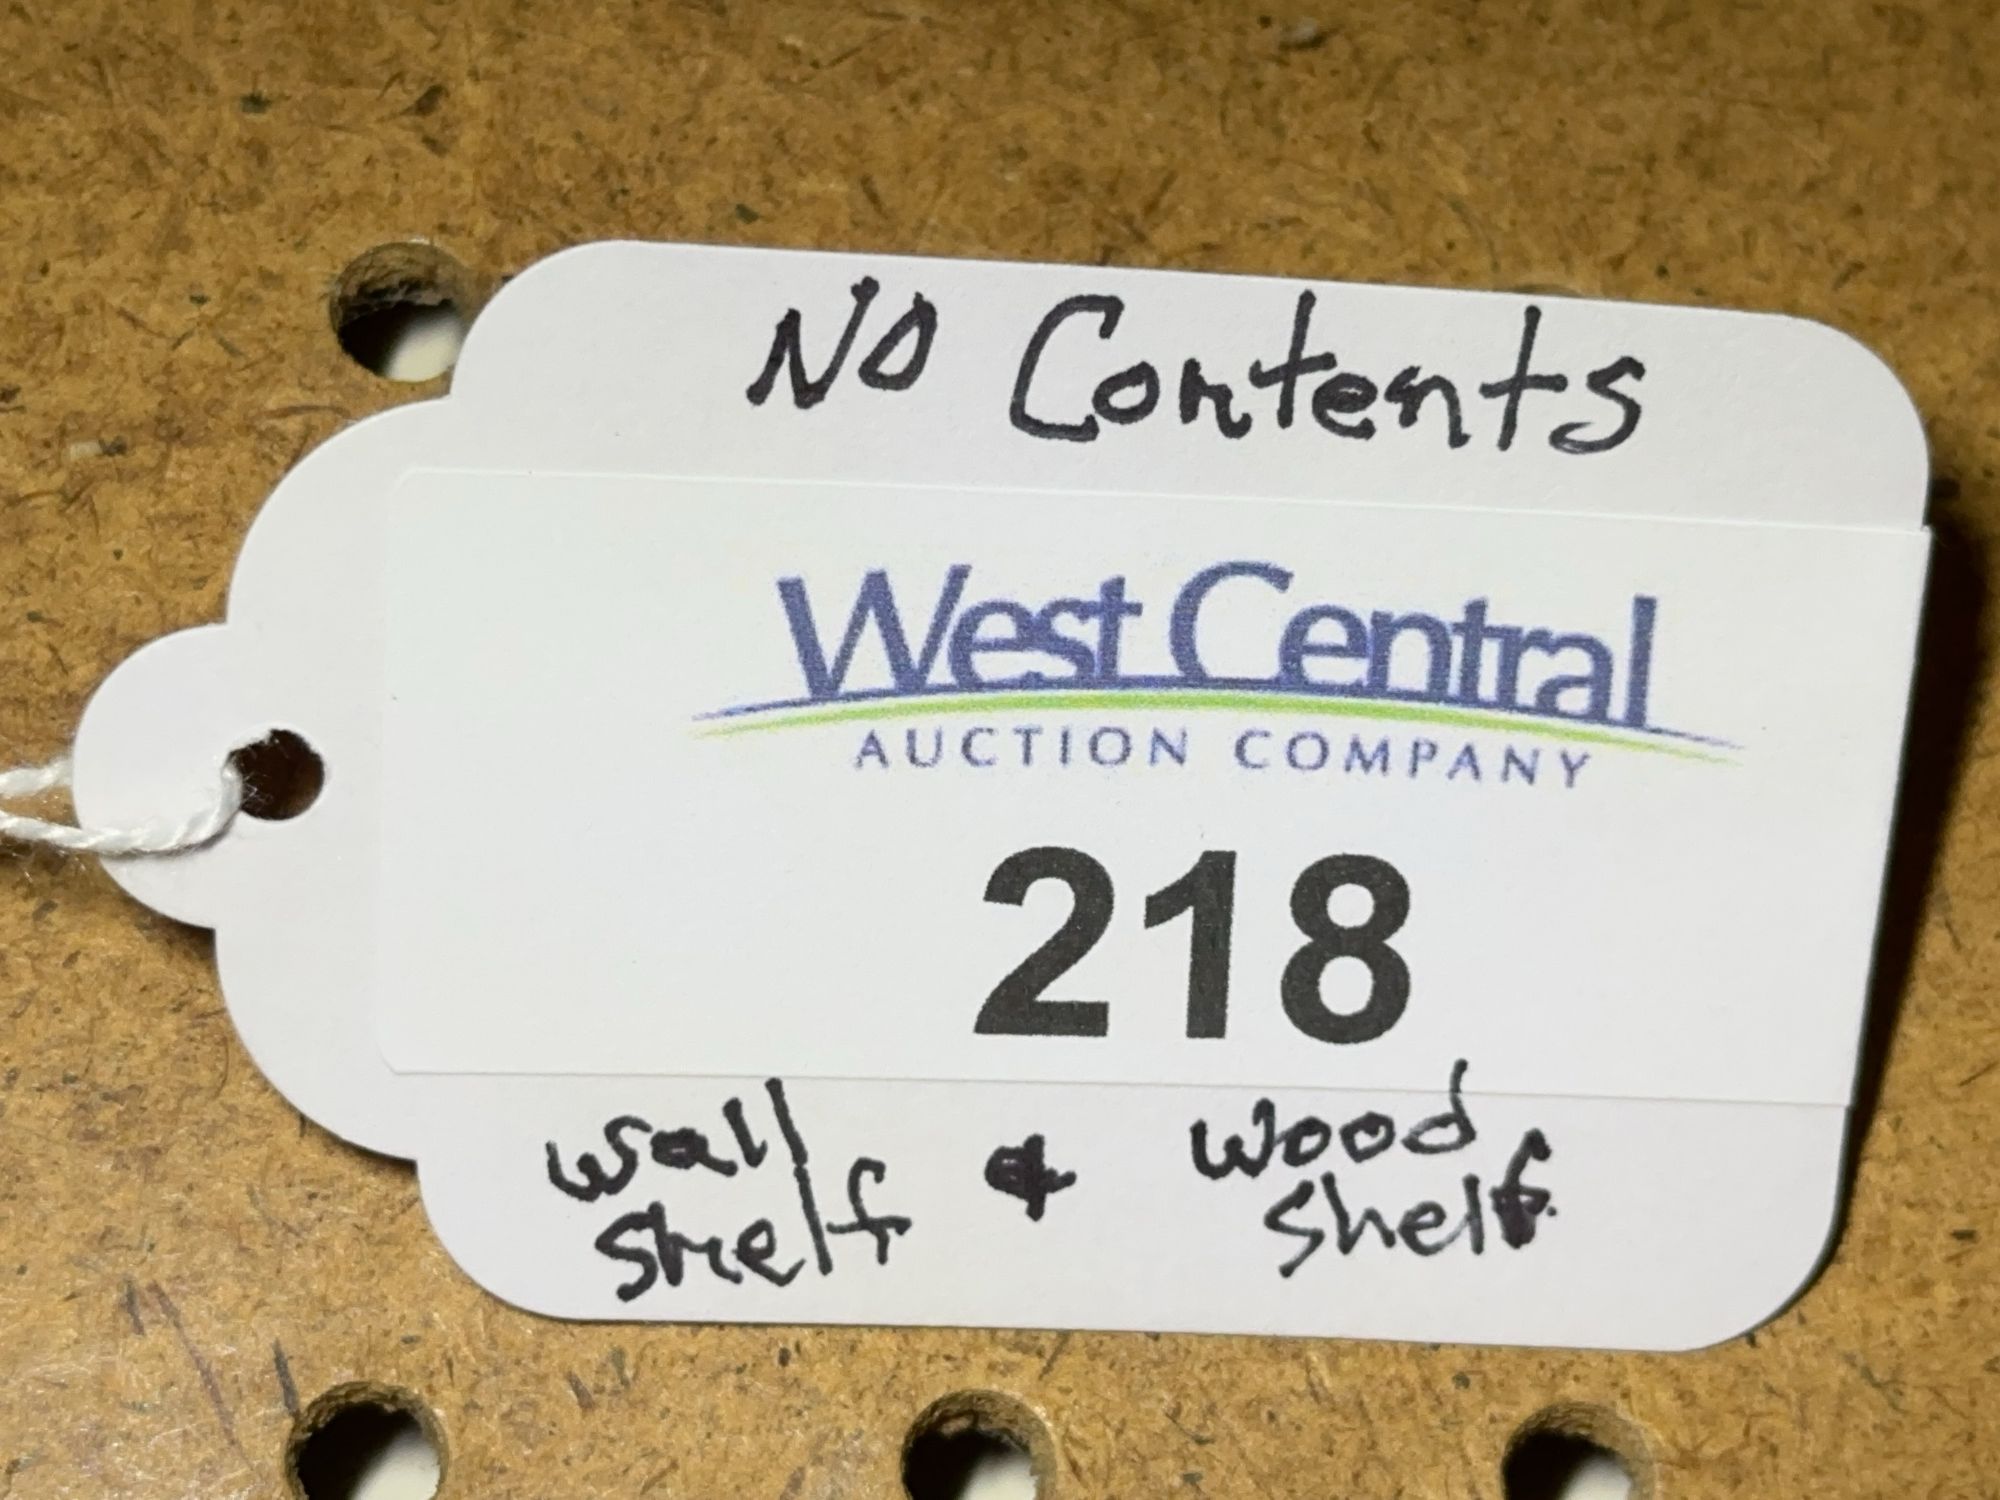 No Contents
West Central
AUCTION COMPANY
218
Wall & Wood
Shelf Shelf